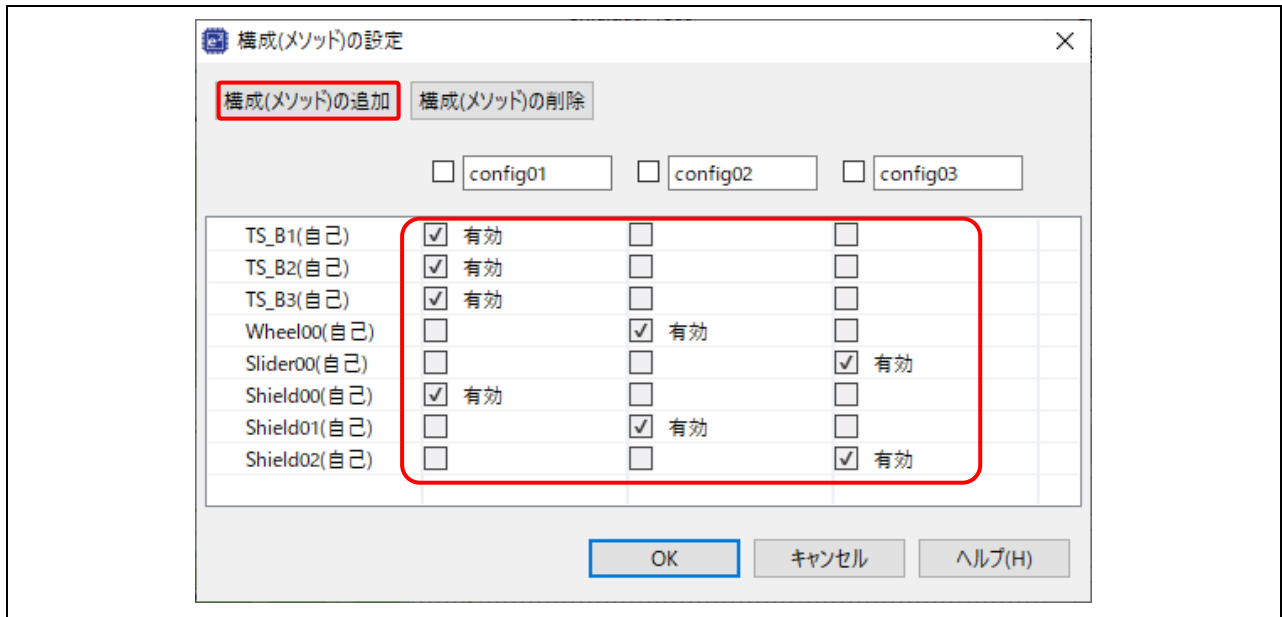 構成(メソッド)の設定
構成(メソッド)の追加 構成(メソッド)の削除
config01 config02 config03
TS_B1(自己) 有効
TS_B2(自己) 有効
TS_B3(自己) 有効
Wheel00(自己) 有効
Slider00(自己) 有効
Shield00(自己) 有効
Shield01(自己) 有効
Shield02(自己) 有効
OK キャンセル ヘルプ(H)